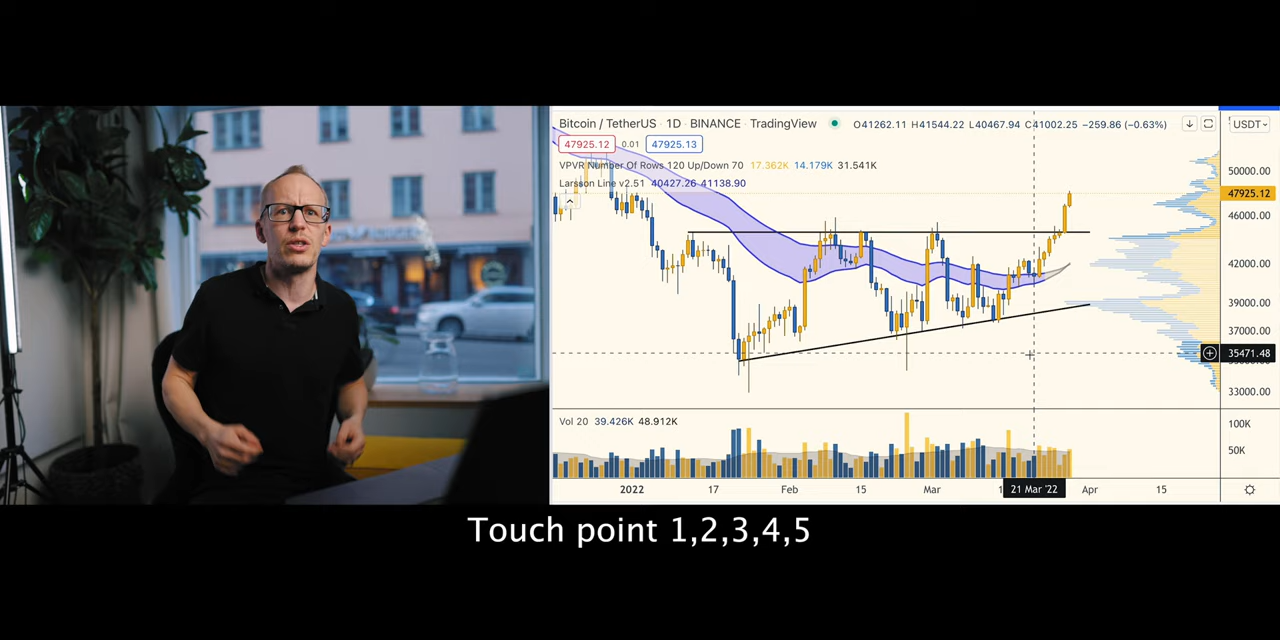 Bitcoin / TetherUS · 1D · BINANCE · TradingView O41262.11 H41544.22 L40467.94 C41002.25 −259.86 (−0.63%) USDT
47925.12 0.01 47925.13
VPVR Number Of Rows 120 Up/Down 70 17.362K 14.179K 31.541K
Larsson Line v2.51 40427.26 41138.90
50000.00
47925.12
46000.00
42000.00
39000.00
37000.00
35471.48
33000.00
Vol 20 39.426K 48.912K
100K
50K
2022 17 Feb 15 Mar 21 Mar '22 Apr 15
Touch point 1,2,3,4,5